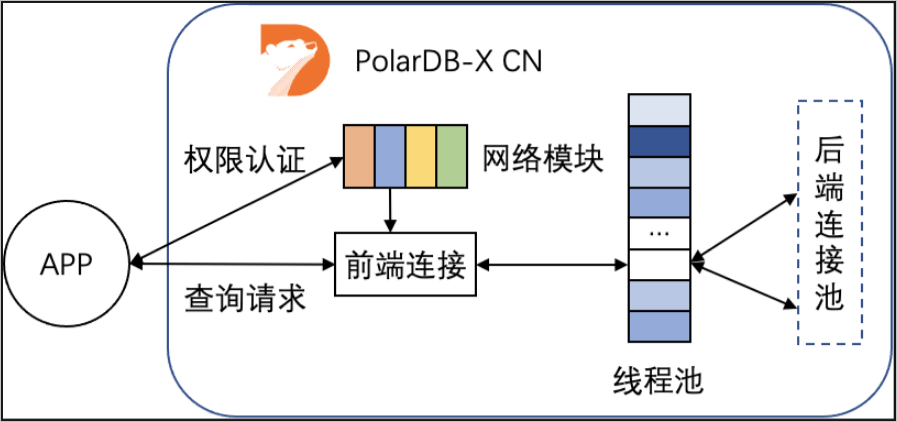 PolarDB-X CN
权限认证
网络模块
APP
前端连接
查询请求
...
线程池
后端连接池